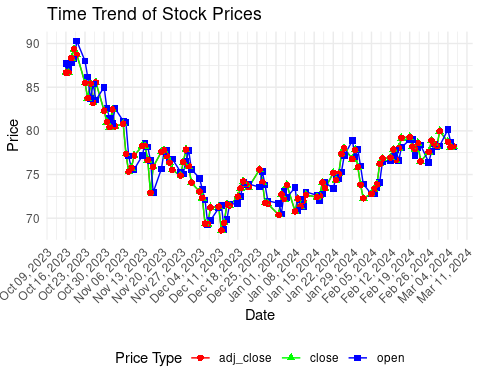 Time Trend of Stock Prices
90
85
80
75
70
Price
Oct 09, 2023
Oct 16, 2023
Oct 23, 2023
Oct 30, 2023
Nov 06, 2023
Nov 13, 2023
Nov 20, 2023
Nov 27, 2023
Dec 04, 2023
Dec 11, 2023
Dec 18, 2023
Dec 25, 2023
Jan 01, 2024
Jan 08, 2024
Jan 15, 2024
Jan 22, 2024
Jan 29, 2024
Feb 05, 2024
Feb 12, 2024
Feb 19, 2024
Feb 26, 2024
Mar 04, 2024
Mar 11, 2024
Date
Price Type adj_close close open